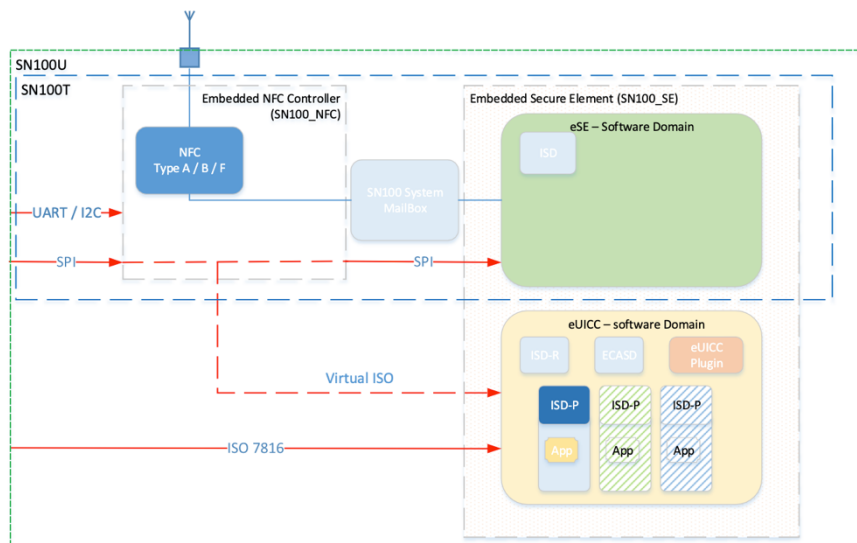 SN100U
SN100T
Embedded NFC Controller
(SN100_NFC)
Embedded Secure Element (SN100_SE)
eSE – Software Domain
ISD
NFC
Type A / B / F
SN100 System
MailBox
UART / I2C
SPI
SPI
eUICC – software Domain
ISD-R
ECASD
eUICC
Plugin
Virtual ISO
ISD-P
ISD-P
ISD-P
ISO 7816
App
App
App